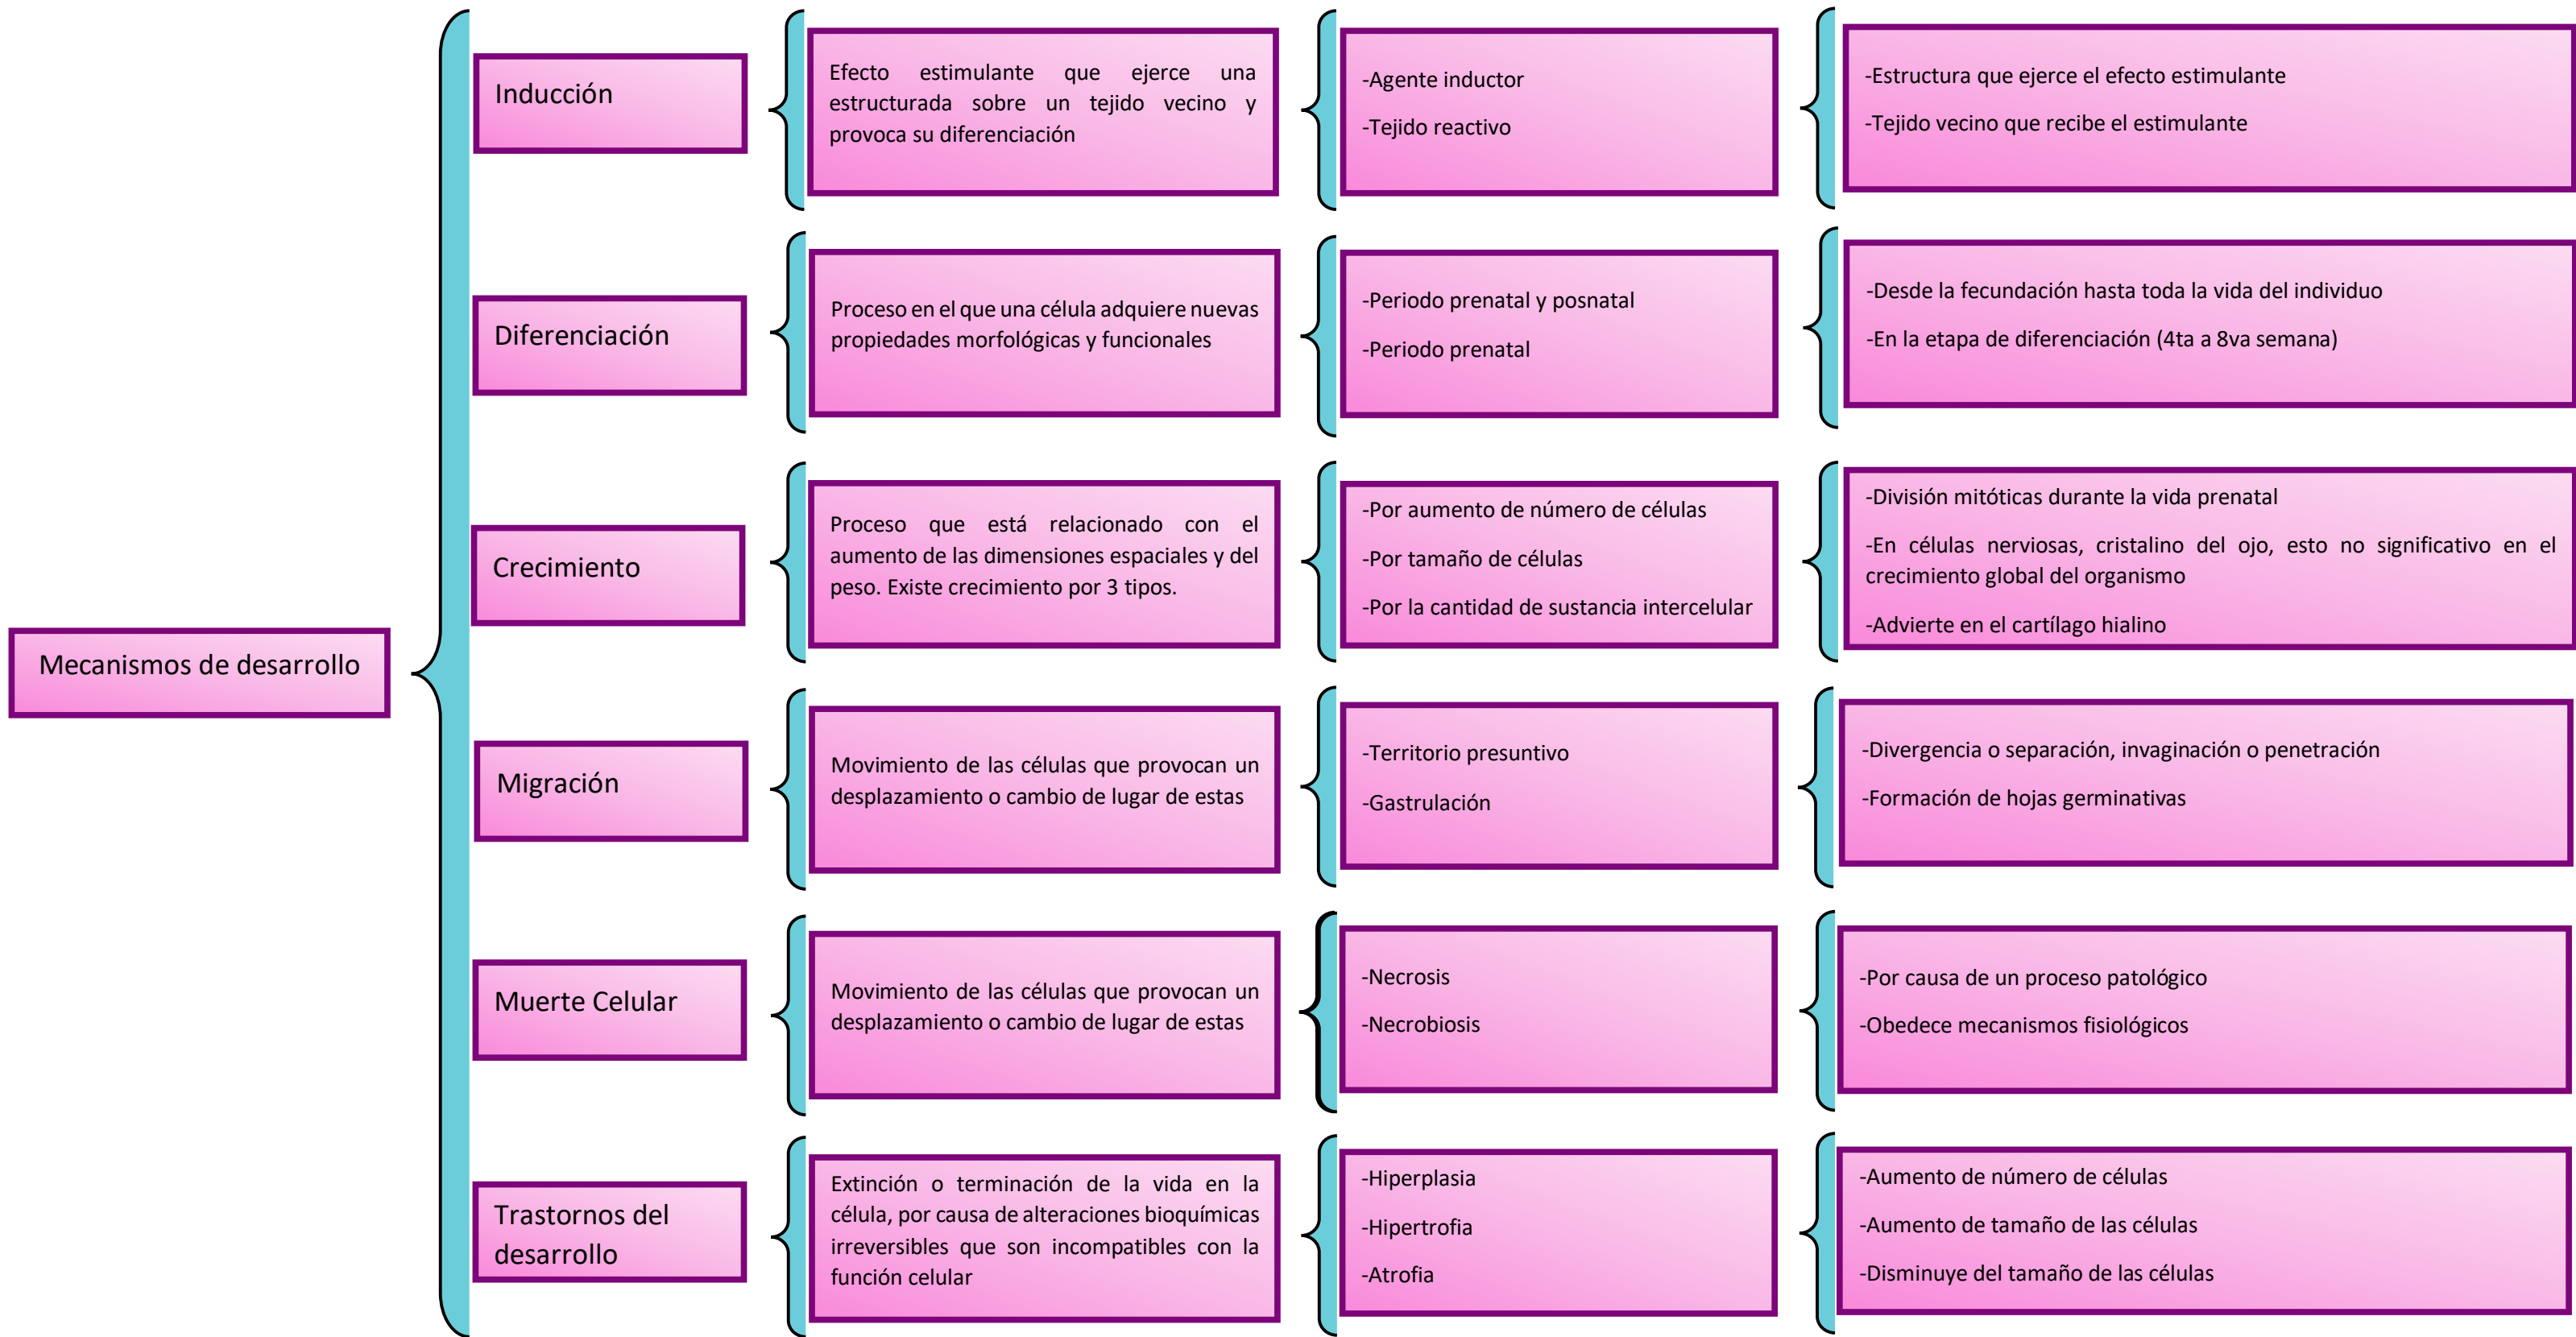 Mecanismos de desarrollo
Inducción
Efecto estimulante que ejerce una
estructurada sobre un tejido vecino y
provoca su diferenciación
-Agente inductor
-Tejido reactivo
-Estructura que ejerce el efecto estimulante
-Tejido vecino que recibe el estimulante
Diferenciación
Proceso en el que una célula adquiere nuevas
propiedades morfológicas y funcionales
-Periodo prenatal y posnatal
-Periodo prenatal
-Desde la fecundación hasta toda la vida del individuo
-En la etapa de diferenciación (4ta a 8va semana)
Crecimiento
Proceso que está relacionado con el
aumento de las dimensiones espaciales y del
peso. Existe crecimiento por 3 tipos.
-Por aumento de número de células
-Por tamaño de células
-Por la cantidad de sustancia intercelular
-División mitóticas durante la vida prenatal
-En células nerviosas, cristalino del ojo, esto no significativo en el
crecimiento global del organismo
-Advierte en el cartílago hialino
Migración
Movimiento de las células que provocan un
desplazamiento o cambio de lugar de estas
-Territorio presuntivo
-Gastrulación
-Divergencia o separación, invaginación o penetración
-Formación de hojas germinativas
Muerte Celular
Movimiento de las células que provocan un
desplazamiento o cambio de lugar de estas
-Necrosis
-Necrobiosis
-Por causa de un proceso patológico
-Obedece mecanismos fisiológicos
Trastornos del
desarrollo
Extinción o terminación de la vida en la
célula, por causa de alteraciones bioquímicas
irreversibles que son incompatibles con la
función celular
-Hiperplasia
-Hipertrofia
-Atrofia
-Aumento de número de células
-Aumento de tamaño de las células
-Disminuye del tamaño de las células